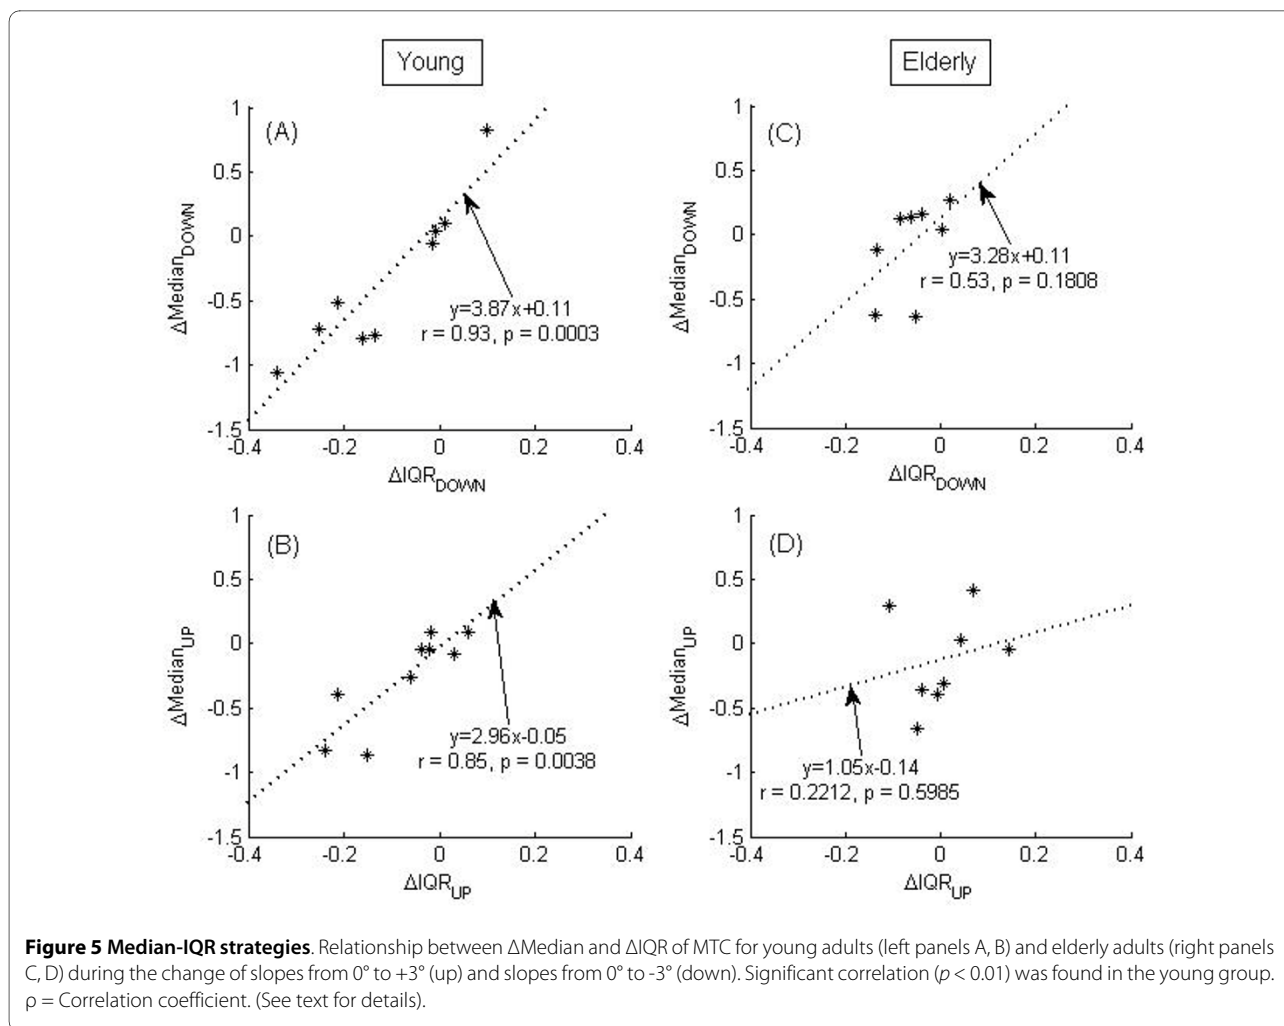 Young
Elderly
(A)
1
0.5
0
-0.5
-1
-1.5
-0.4
-0.2
0
0.2
0.4
ΔMedianDOWN
ΔIQRDOWN
y=3.87x+0.11
r = 0.93, p = 0.0003
(C)
1
0.5
0
-0.5
-1
-1.5
-0.4
-0.2
0
0.2
0.4
ΔMedianDOWN
ΔIQRDOWN
y=3.28x+0.11
r = 0.53, p = 0.1808
(B)
1
0.5
0
-0.5
-1
-1.5
-0.4
-0.2
0
0.2
0.4
ΔMedianUP
ΔIQRUP
y=2.96x-0.05
r = 0.85, p = 0.0038
(D)
1
0.5
0
-0.5
-1
-1.5
-0.4
-0.2
0
0.2
0.4
ΔMedianUP
ΔIQRUP
y=1.05x-0.14
r = 0.2212, p = 0.5985
Figure 5 Median-IQR strategies. Relationship between ΔMedian and ΔIQR of MTC for young adults (left panels A, B) and elderly adults (right panels
C, D) during the change of slopes from 0° to +3° (up) and slopes from 0° to -3° (down). Significant correlation (p < 0.01) was found in the young group.
ρ = Correlation coefficient. (See text for details).